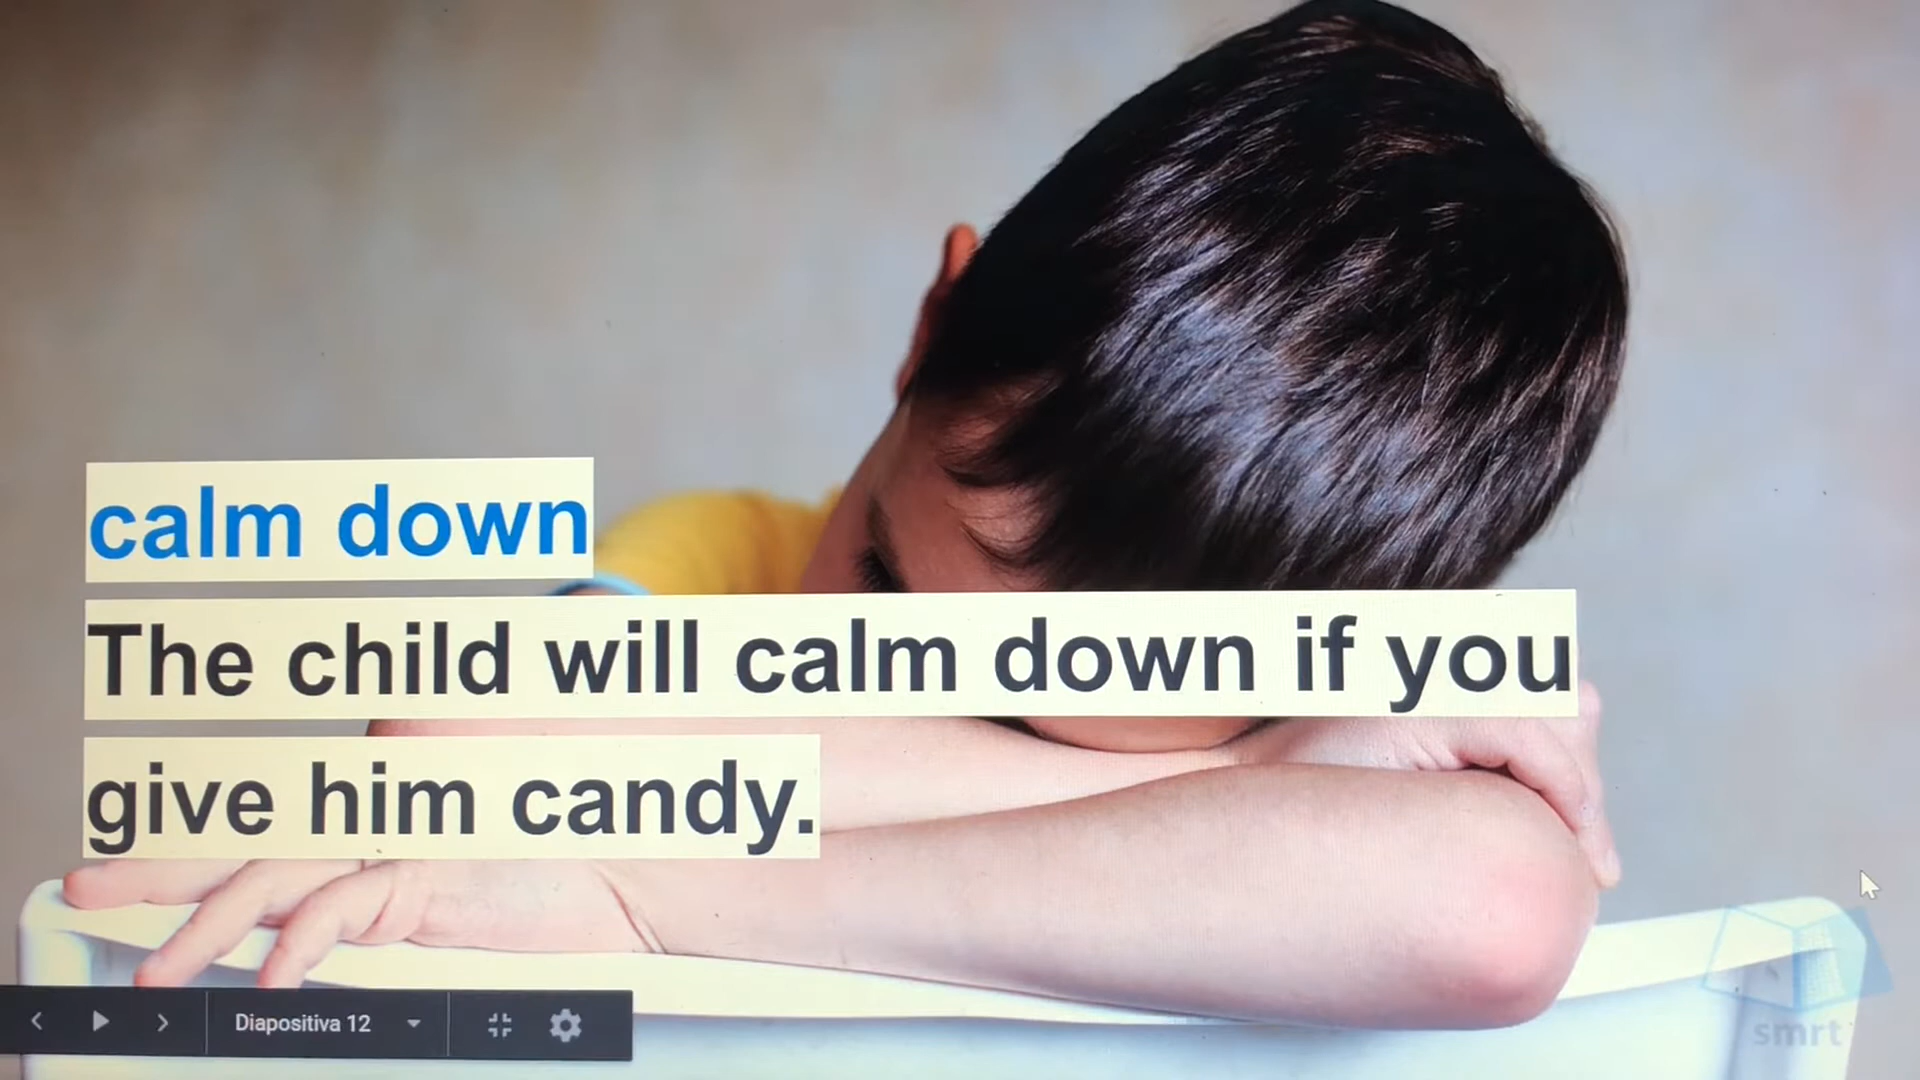 calm down
The child will calm down if you
give him candy.
Diapositiva 12
smrt